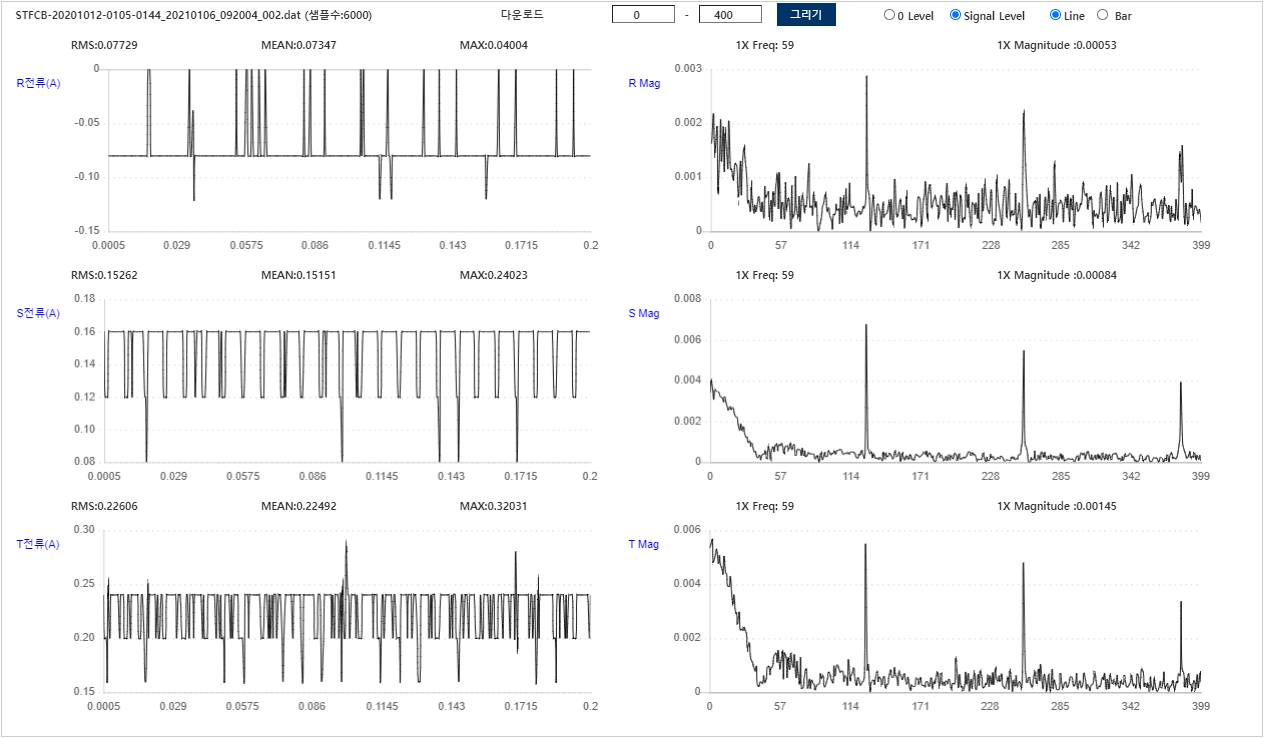 STFCB-20201012-0105-0144_20210106_092004_002.dat (샘플수:6000) 다운로드 0 - 400 그리기 0 Level Signal Level Line Bar
RMS:0.07729 MEAN:0.07347 MAX:0.04004 1X Freq: 59 1X Magnitude :0.00053
R전류(A)
0
-0.05
-0.10
-0.15
0.0005 0.029 0.0575 0.086 0.1145 0.143 0.1715 0.2
R Mag
0.003
0.002
0.001
0
0 57 114 171 228 285 342 399
RMS:0.15262 MEAN:0.15151 MAX:0.24023 1X Freq: 59 1X Magnitude :0.00084
S전류(A)
0.18
0.16
0.14
0.12
0.10
0.08
0.0005 0.029 0.0575 0.086 0.1145 0.143 0.1715 0.2
S Mag
0.008
0.006
0.004
0.002
0
0 57 114 171 228 285 342 399
RMS:0.22606 MEAN:0.22492 MAX:0.32031 1X Freq: 59 1X Magnitude :0.00145
T전류(A)
0.30
0.25
0.20
0.15
0.0005 0.029 0.0575 0.086 0.1145 0.143 0.1715 0.2
T Mag
0.006
0.004
0.002
0
0 57 114 171 228 285 342 399